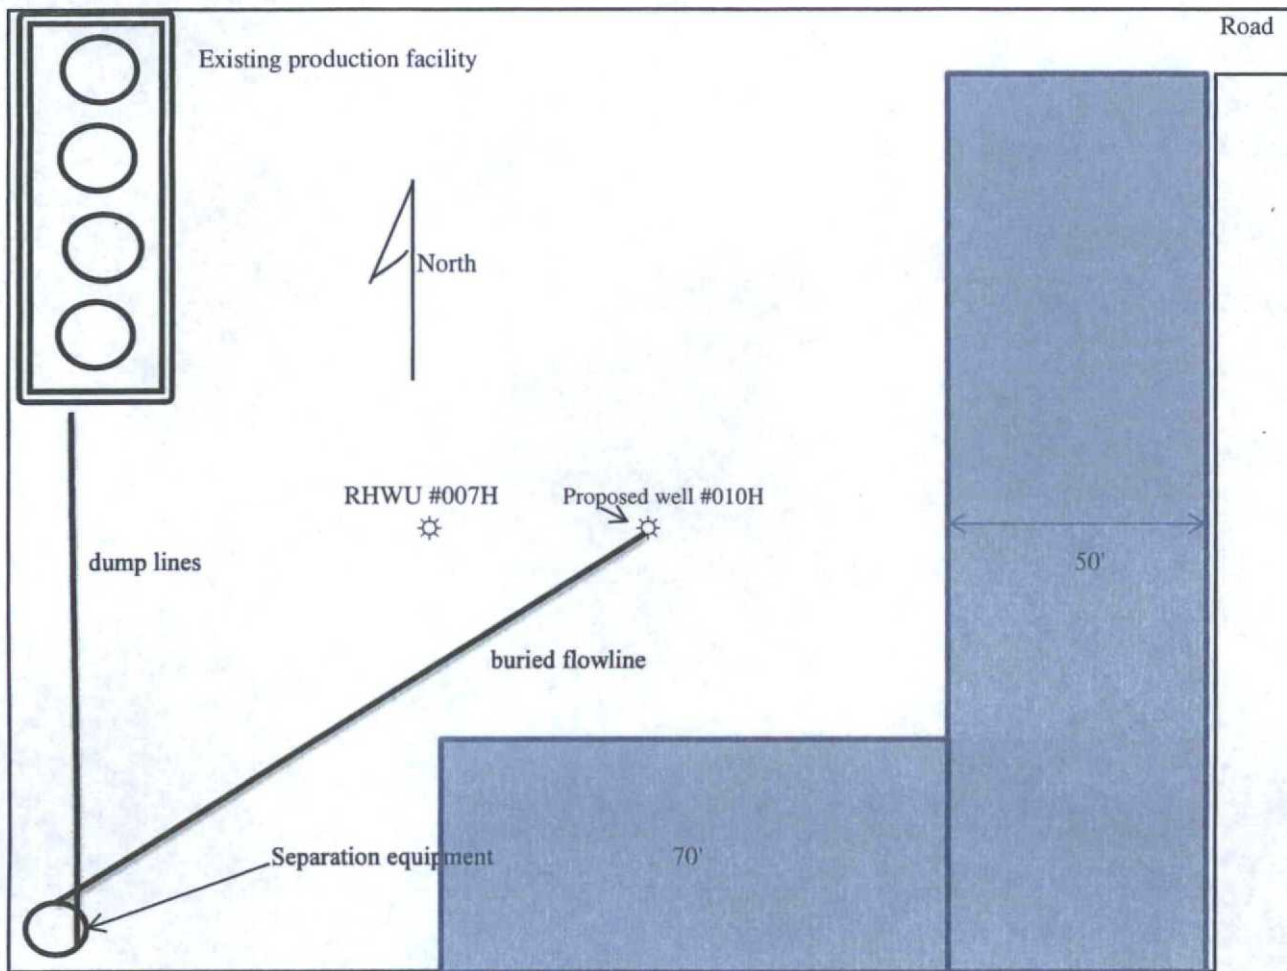 Road
Existing production facility
North
RHWU #007H
Proposed well #010H
dump lines
50'
buried flowline
Separation equipment
70'